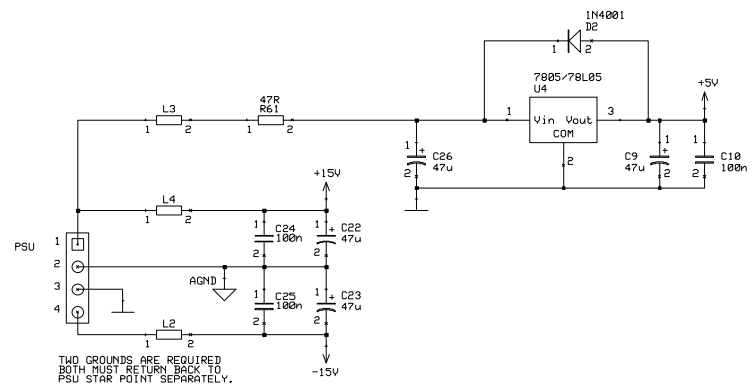 1N4001
D2
1 2
7805/78L05
U4
+5V
47R
L3 R61
1 2 1 2
1 Vin Vout 3
COM
2
1 + C26 47u 2
1 C9 + 47u 2
1 C10 100n 2
+15V
L4
1 2
1 C24 100n 2
1 + C22 47u 2
PSU
1
2
3
4
AGND
1 C25 100n 2
1 + C23 47u 2
L2
1 2
-15V
TWO GROUNDS ARE REQUIRED
BOTH MUST RETURN BACK TO
PSU STAR POINT SEPARATELY.